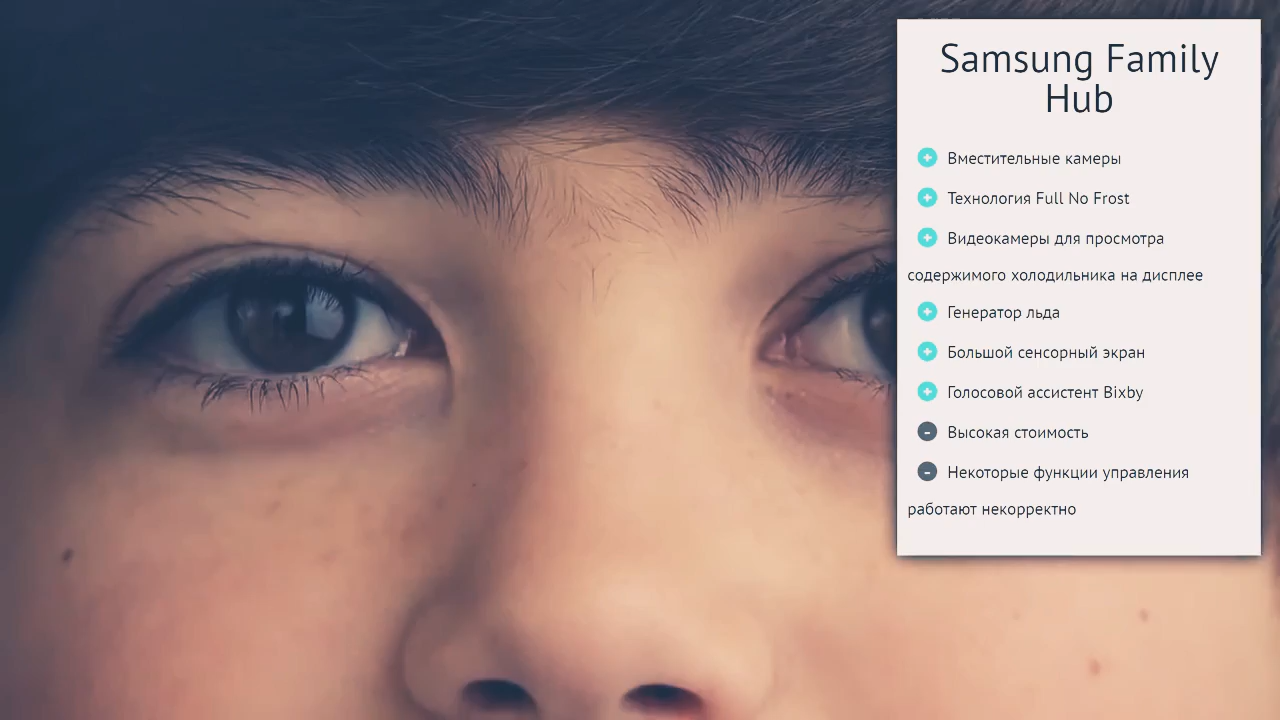 Samsung Family
Hub
+ Вместительные камеры
+ Технология Full No Frost
+ Видеокамеры для просмотра
содержимого холодильника на дисплее
+ Генератор льда
+ Большой сенсорный экран
+ Голосовой ассистент Bixby
- Высокая стоимость
- Некоторые функции управления
работают некорректно